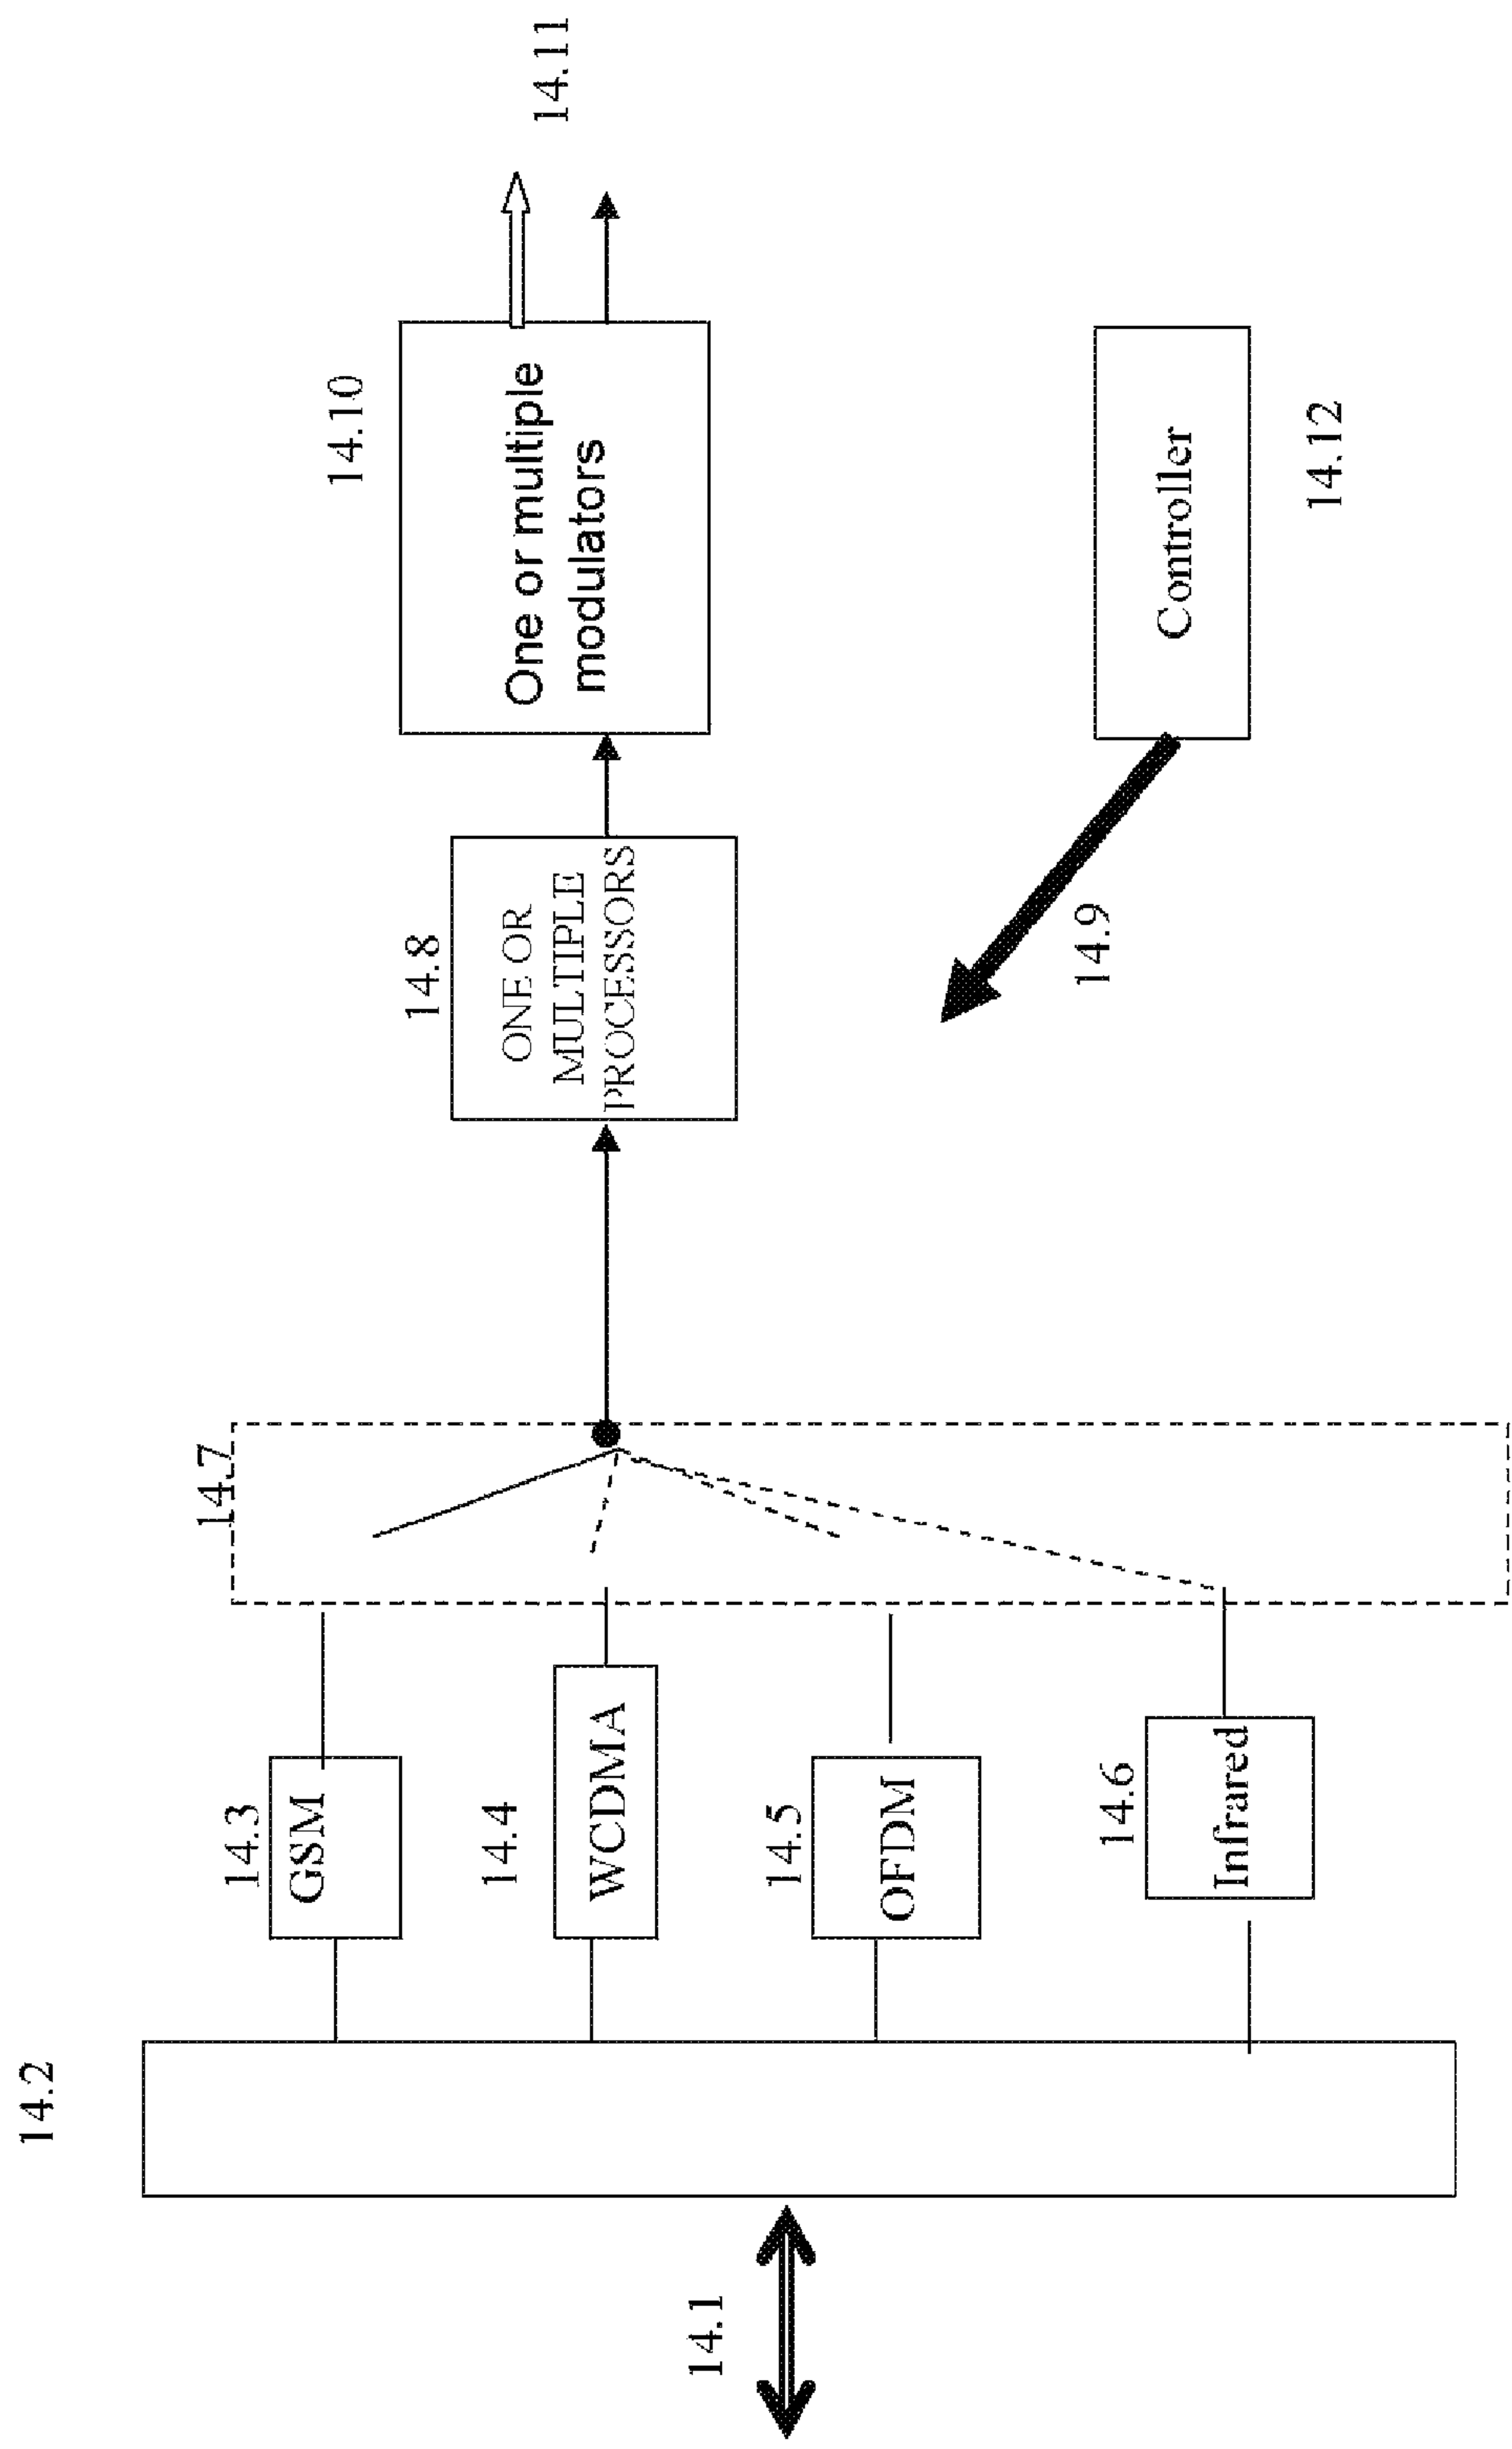 14.1
14.2
14.3
GSM
14.4
WCDMA
14.5
OFDM
14.6
Infrared
14.7
14.8
ONE OR
MULTIPLE
PROCESSORS
14.9
14.10
One or multiple
modulators
14.11
Controller
14.12